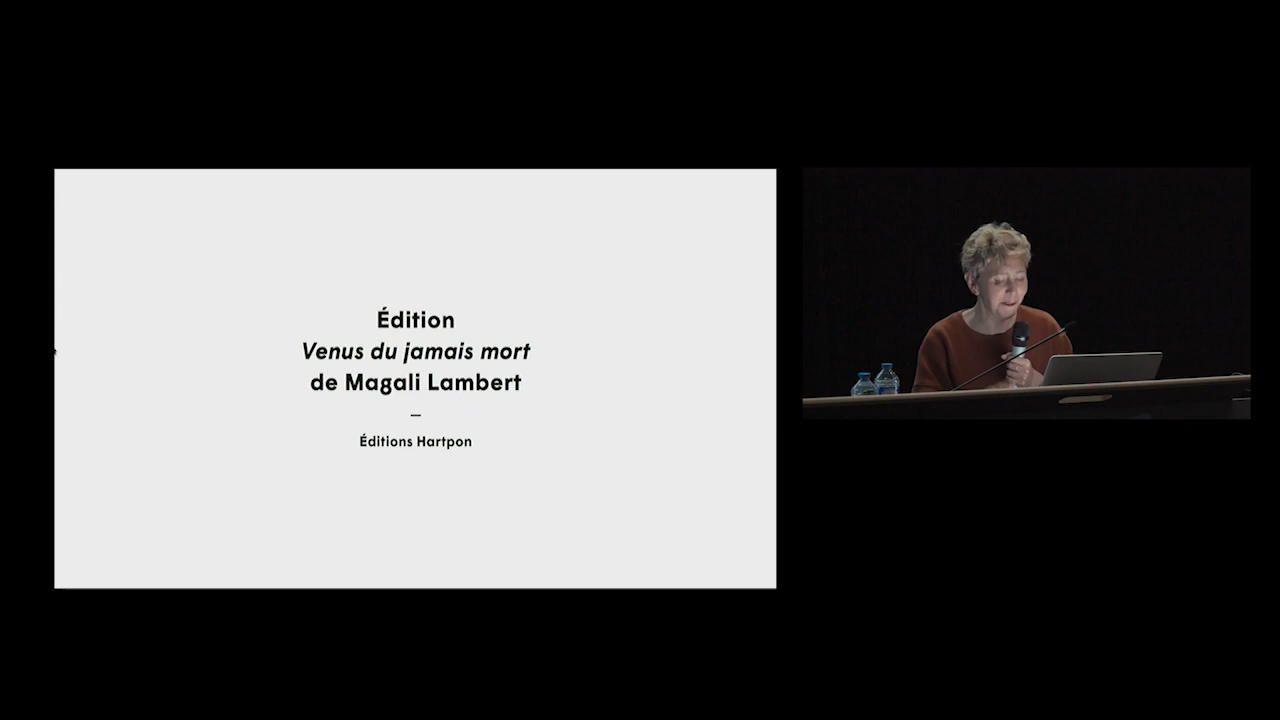 Édition
Venus du jamais mort
de Magali Lambert
—
Éditions Hartpon